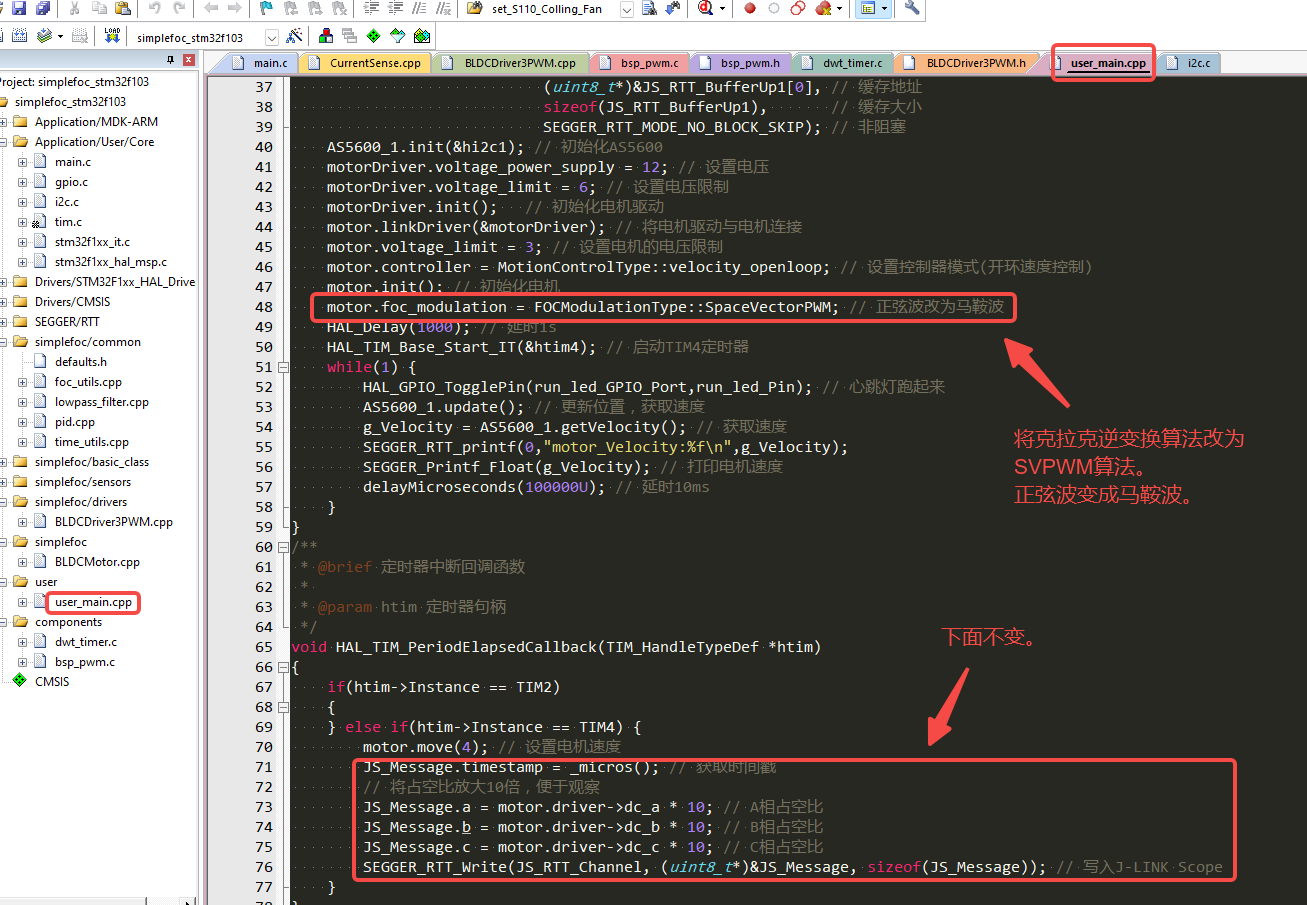 set_S110_Colling_Fan
simplefoc_stm32f103
main.c
CurrentSense.cpp
BLDCDriver3PWM.cpp
bsp_pwm.c
bsp_pwm.h
dwt_timer.c
BLDCDriver3PWM.h
user_main.cpp
i2c.c
Project: simplefoc_stm32f103
simplefoc_stm32f103
Application/MDK-ARM
Application/User/Core
main.c
gpio.c
i2c.c
tim.c
stm32f1xx_it.c
stm32f1xx_hal_msp.c
Drivers/STM32F1xx_HAL_Drive
Drivers/CMSIS
SEGGER/RTT
simplefoc/common
defaults.h
foc_utils.cpp
lowpass_filter.cpp
pid.cpp
time_utils.cpp
simplefoc/basic_class
simplefoc/sensors
simplefoc/drivers
BLDCDriver3PWM.cpp
simplefoc
BLDCMotor.cpp
user
user_main.cpp
components
dwt_timer.c
bsp_pwm.c
CMSIS
37 (uint8_t*)&JS_RTT_BufferUp1[0], // 缓存地址
38 sizeof(JS_RTT_BufferUp1), // 缓存大小
39 SEGGER_RTT_MODE_NO_BLOCK_SKIP); // 非阻塞
40 AS5600_1.init(&hi2c1); // 初始化AS5600
41 motorDriver.voltage_power_supply = 12; // 设置电压
42 motorDriver.voltage_limit = 6; // 设置电压限制
43 motorDriver.init(); // 初始化电机驱动
44 motor.linkDriver(&motorDriver); // 将电机驱动与电机连接
45 motor.voltage_limit = 3; // 设置电机的电压限制
46 motor.controller = MotionControlType::velocity_openloop; // 设置控制器模式(开环速度控制)
47 motor.init(); // 初始化电机
48 motor.foc_modulation = FOCModulationType::SpaceVectorPWM; // 正弦波改为马鞍波
49 HAL_Delay(1000); // 延时1s
50 HAL_TIM_Base_Start_IT(&htim4); // 启动TIM4定时器
51 while(1) {
52 HAL_GPIO_TogglePin(run_led_GPIO_Port,run_led_Pin); // 心跳灯跑起来
53 AS5600_1.update(); // 更新位置，获取速度
54 g_Velocity = AS5600_1.getVelocity(); // 获取速度
55 SEGGER_RTT_printf(0,"motor_Velocity:%f\n",g_Velocity);
56 SEGGER_Printf_Float(g_Velocity); // 打印电机速度
57 delayMicroseconds(100000U); // 延时10ms
58 }
59 }
60 /**
61 * @brief 定时器中断回调函数
62 *
63 * @param htim 定时器句柄
64 */
65 void HAL_TIM_PeriodElapsedCallback(TIM_HandleTypeDef *htim)
66 {
67 if(htim->Instance == TIM2)
68 {
69 } else if(htim->Instance == TIM4) {
70 motor.move(4); // 设置电机速度
71 JS_Message.timestamp = _micros(); // 获取时间戳
72 // 将占空比放大10倍，便于观察
73 JS_Message.a = motor.driver->dc_a * 10; // A相占空比
74 JS_Message.b = motor.driver->dc_b * 10; // B相占空比
75 JS_Message.c = motor.driver->dc_c * 10; // C相占空比
76 SEGGER_RTT_Write(JS_RTT_Channel, (uint8_t*)&JS_Message, sizeof(JS_Message)); // 写入J-LINK Scope
77 }
将克拉克逆变换算法改为
SVPWM算法。
正弦波变成马鞍波。
下面不变。